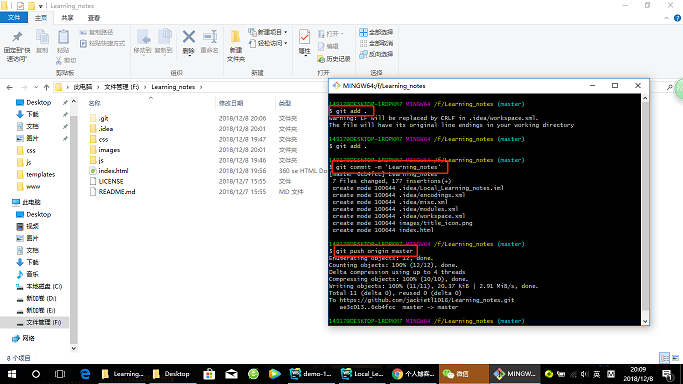 Learning_notes
文件
主页
共享
查看
固定到"快速访问"
复制
粘贴
复制路径
粘贴快捷方式
剪切
移动到
复制到
删除
重命名
新建文件夹
新建项目
轻松访问
属性
打开
编辑
历史记录
全部选择
全部取消
反向选择
剪贴板
组织
新建
打开
选择
此电脑 > 文件管理 (F:) > Learning_notes
名称
修改日期
类型
Desktop
下载
文档
图片
css
js
templates
www
此电脑
Desktop
视频
图片
文档
下载
音乐
本地磁盘 (C:)
新加卷 (D:)
新加卷 (E:)
文件管理 (F:)
网络
.git 2018/12/8 20:06 文件夹
.idea 2018/12/8 20:01 文件夹
css 2018/12/8 19:47 文件夹
images 2018/12/8 20:01 文件夹
js 2018/12/8 19:46 文件夹
index.html 2018/12/8 19:56 360 se HTML Do
LICENSE 2018/12/7 15:55 文件
README.md 2018/12/7 15:55 MD 文件
8 个项目
MINGW64:/f/Learning_notes
14917@DESKTOP-1RDPKM7 MINGW64 /f/Learning_notes (master)
$ git add .
warning: LF will be replaced by CRLF in .idea/workspace.xml.
The file will have its original line endings in your working directory
14917@DESKTOP-1RDPKM7 MINGW64 /f/Learning_notes (master)
$ git add .
14917@DESKTOP-1RDPKM7 MINGW64 /f/Learning_notes (master)
$ git commit -m 'Learning_notes'
[master 6cb4fcc] Learning_notes
7 files changed, 177 insertions(+)
create mode 100644 .idea/Local_Learning_notes.iml
create mode 100644 .idea/encodings.xml
create mode 100644 .idea/misc.xml
create mode 100644 .idea/modules.xml
create mode 100644 .idea/workspace.xml
create mode 100644 images/title_icon.png
create mode 100644 index.html
14917@DESKTOP-1RDPKM7 MINGW64 /f/Learning_notes (master)
$ git push origin master
Enumerating objects: 12, done.
Counting objects: 100% (12/12), done.
Delta compression using up to 4 threads
Compressing objects: 100% (10/10), done.
Writing objects: 100% (11/11), 20.37 KiB | 2.91 MiB/s, done.
Total 11 (delta 0), reused 0 (delta 0)
To https://github.com/jackietl1018/Learning_notes.git
ae3c013..6cb4fcc master -> master
14917@DESKTOP-1RDPKM7 MINGW64 /f/Learning_notes (master)
Learning...
Desktop
demo-1...
Local_Le...
个人博客...
微信
MINGW...
英
20:09
2018/12/8